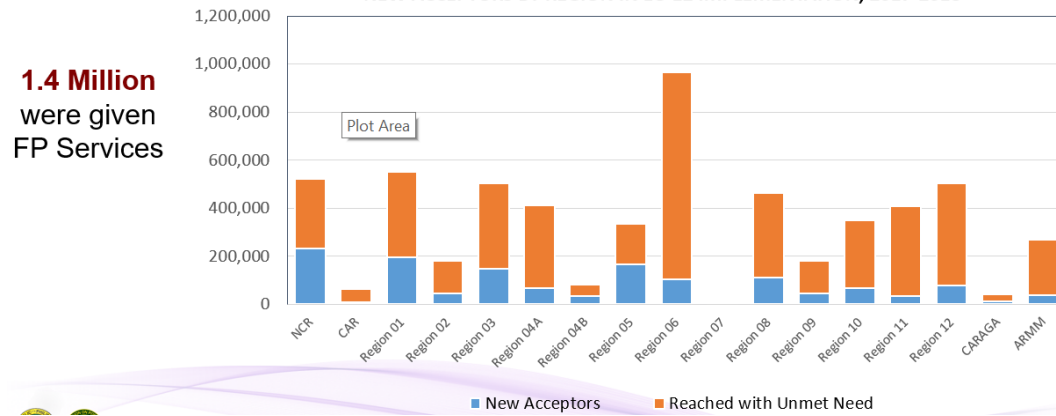 1.4 Million
were given
FP Services
1,200,000
1,000,000
800,000
600,000
400,000
200,000
0
Plot Area
NCR
CAR
Region 01
Region 02
Region 03
Region 04A
Region 04B
Region 05
Region 06
Region 07
Region 08
Region 09
Region 10
Region 11
Region 12
CARAGA
ARMM
New Acceptors
Reached with Unmet Need